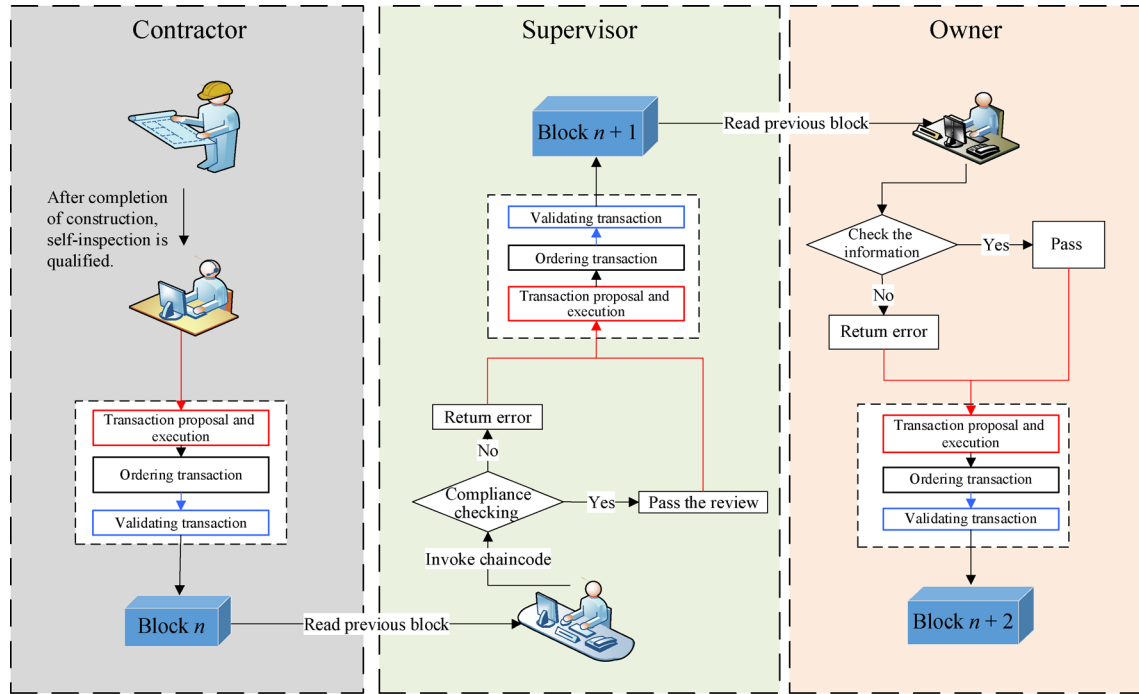 Contractor
After completion
of construction,
self-inspection is
qualified.
Transaction proposal and
execution
Ordering transaction
Validating transaction
Block n
Read previous block
Supervisor
Block n + 1
Read previous block
Validating transaction
Ordering transaction
Transaction proposal and
execution
Return error
No
Compliance
checking
Yes
Pass the review
Invoke chaincode
Owner
Check the
information
Yes
Pass
No
Return error
Transaction proposal and
execution
Ordering transaction
Validating transaction
Block n + 2